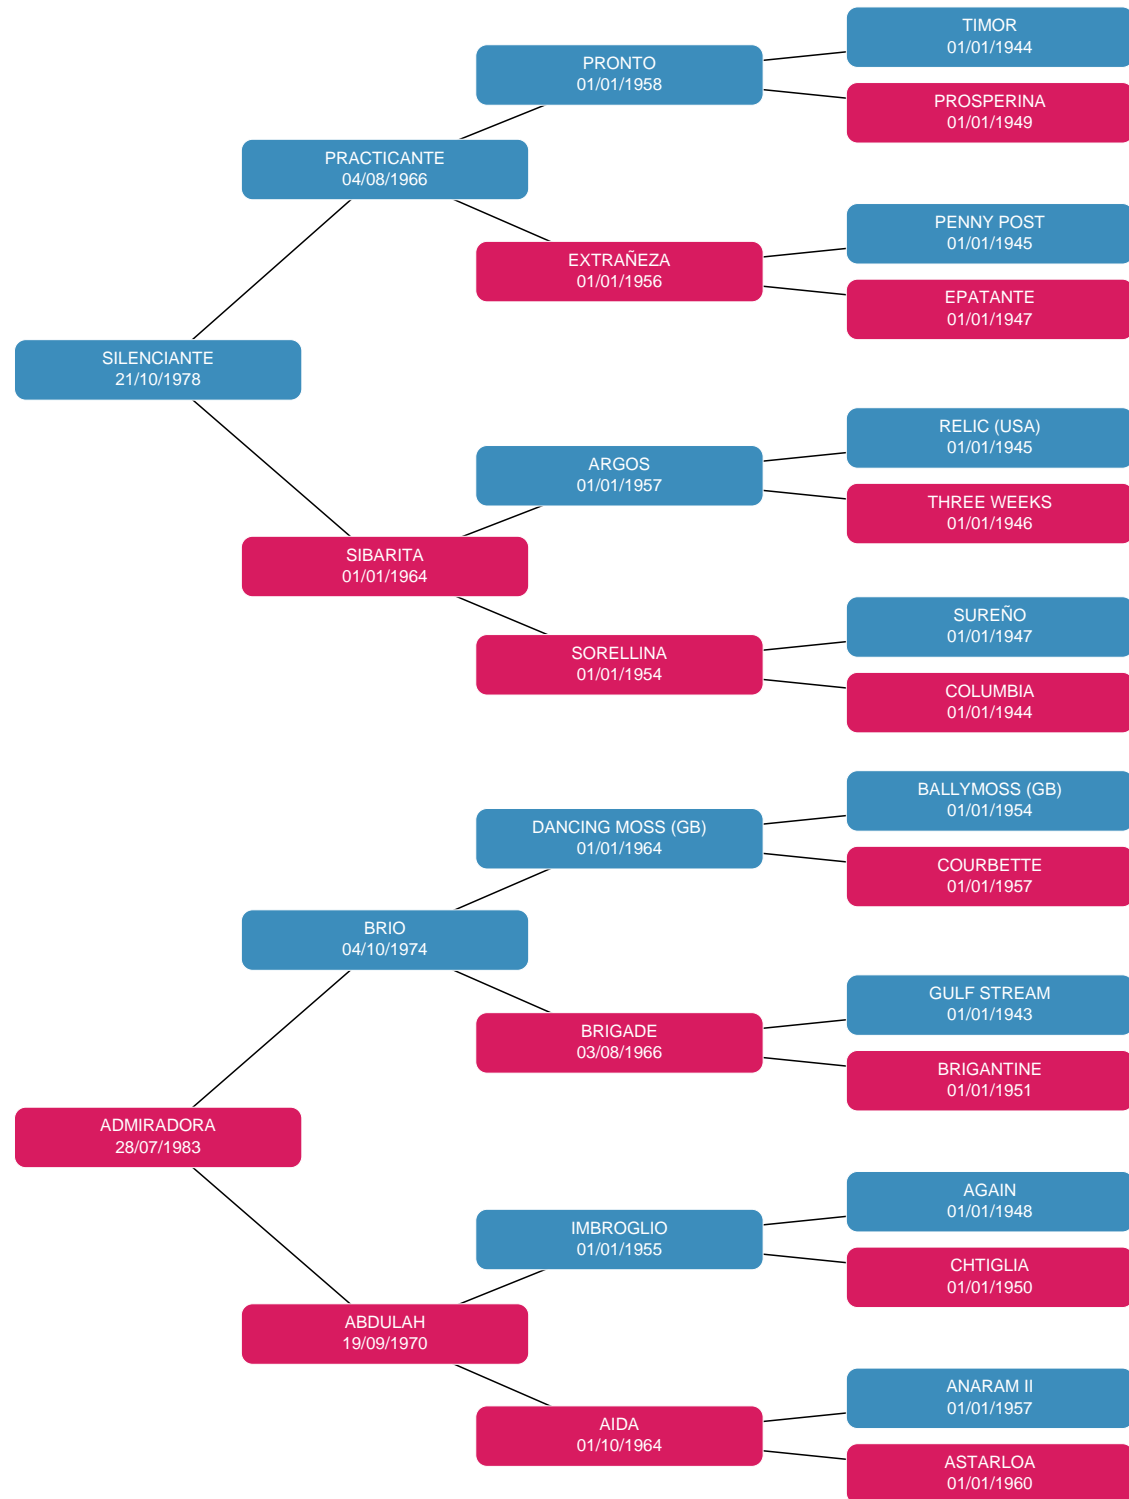 TIMOR
01/01/1944
PRONTO
01/01/1958
PROSPERINA
01/01/1949
PRACTICANTE
04/08/1966
PENNY POST
01/01/1945
EXTRAÑEZA
01/01/1956
EPATANTE
01/01/1947
SILENCIANTE
21/10/1978
RELIC (USA)
01/01/1945
ARGOS
01/01/1957
THREE WEEKS
01/01/1946
SIBARITA
01/01/1964
SUREÑO
01/01/1947
SORELLINA
01/01/1954
COLUMBIA
01/01/1944
BALLYMOSS (GB)
01/01/1954
DANCING MOSS (GB)
01/01/1964
COURBETTE
01/01/1957
BRIO
04/10/1974
GULF STREAM
01/01/1943
BRIGADE
03/08/1966
BRIGANTINE
01/01/1951
ADMIRADORA
28/07/1983
AGAIN
01/01/1948
IMBROGLIO
01/01/1955
CHTIGLIA
01/01/1950
ABDULAH
19/09/1970
ANARAM II
01/01/1957
AIDA
01/10/1964
ASTARLOA
01/01/1960